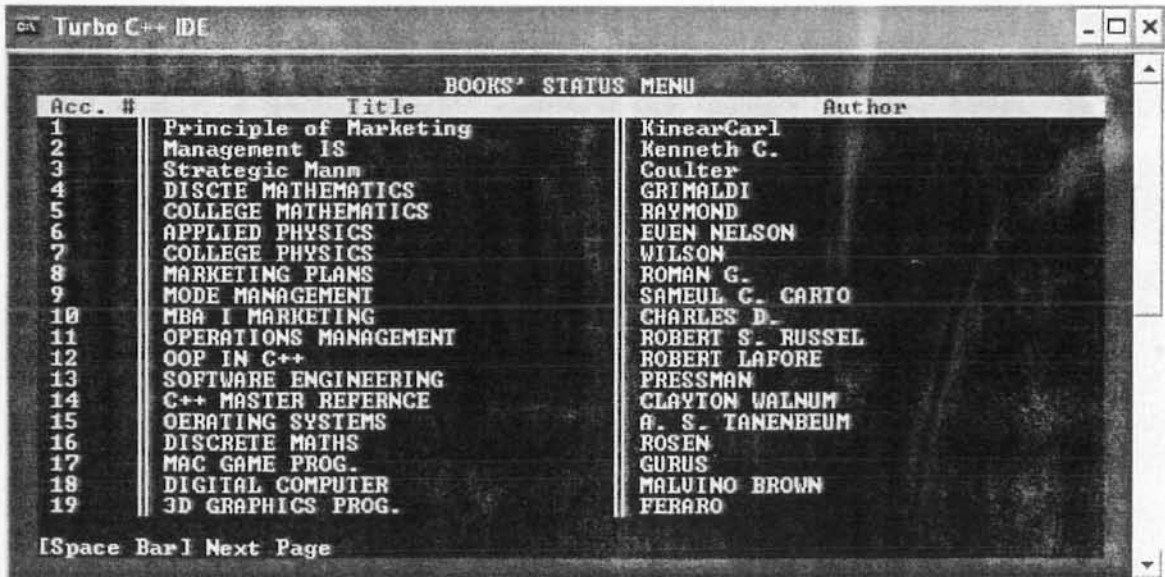 Turbo C++ IDE
BOOKS' STATUS MENU
Acc. # Title Author
1 Principle of Marketing KinearCarl
2 Management IS Kenneth C.
3 Strategic Manm Coulter
4 DISCTE MATHEMATICS GRIMALDI
5 COLLEGE MATHEMATICS RAYMOND
6 APPLIED PHYSICS EVEN NELSON
7 COLLEGE PHYSICS WILSON
8 MARKETING PLANS ROMAN G.
9 MODE MANAGEMENT SAMEUL C. CARTO
10 MBA I MARKETING CHARLES D.
11 OPERATIONS MANAGEMENT ROBERT S. RUSSEL
12 OOP IN C++ ROBERT LAFORE
13 SOFTWARE ENGINEERING PRESSMAN
14 C++ MASTER REFERNCE CLAYTON WALNUM
15 OERATING SYSTEMS A. S. TANENBEUM
16 DISCRETE MATHS ROSEN
17 MAC GAME PROG. GURUS
18 DIGITAL COMPUTER MALVINO BROWN
19 3D GRAPHICS PROG. FERARO
[Space Bar] Next Page